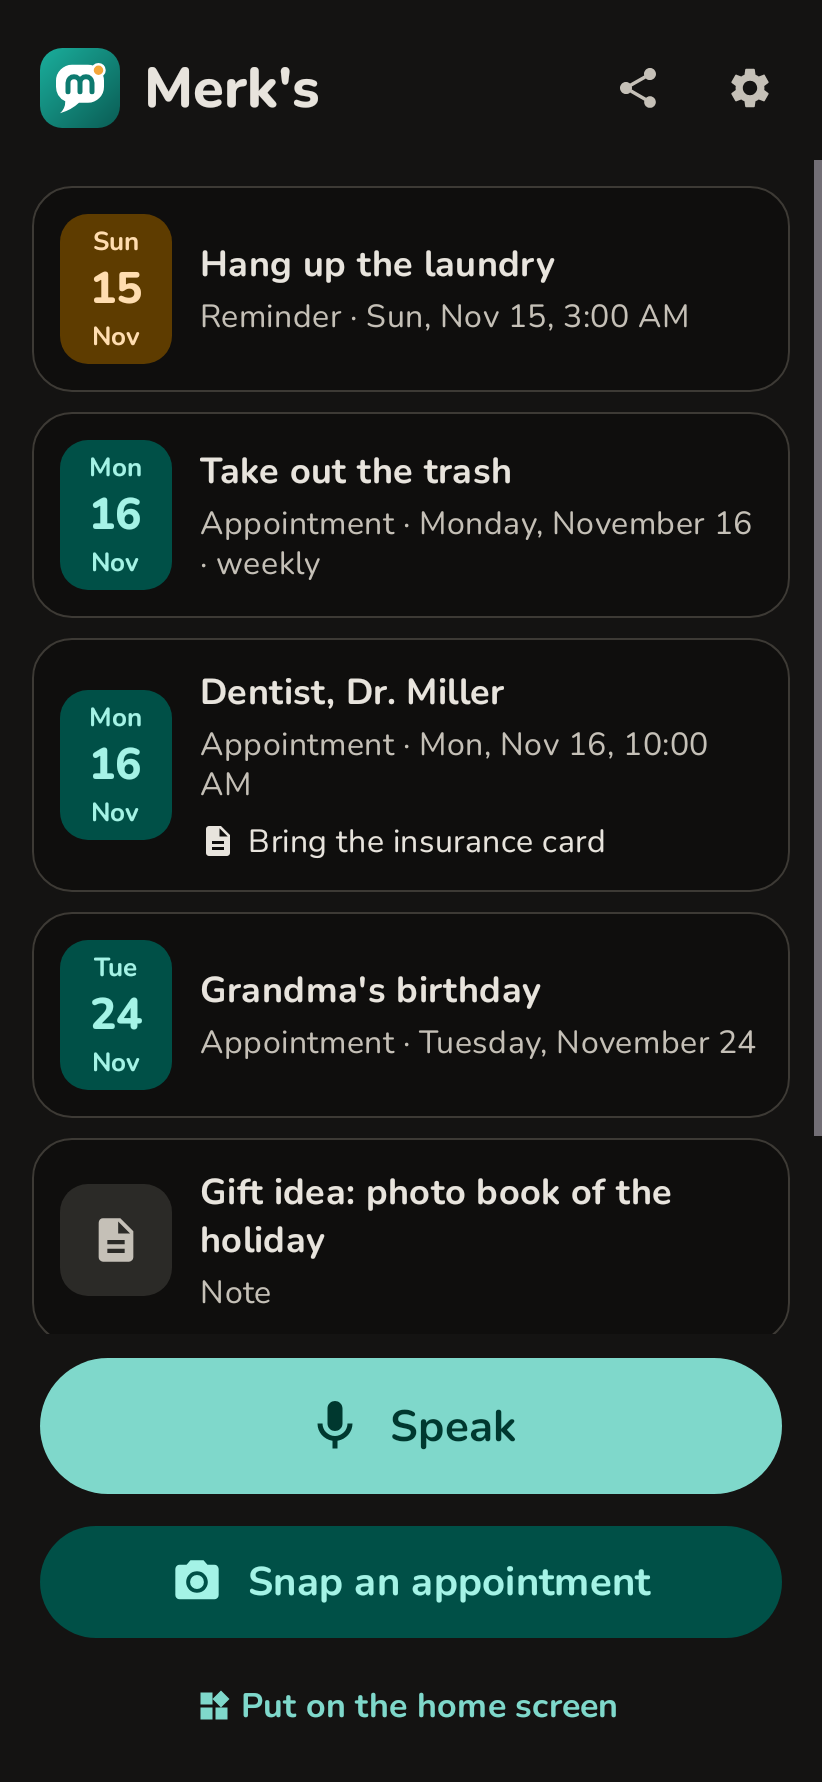 Merk's
Sun
15
Nov
Hang up the laundry
Reminder · Sun, Nov 15, 3:00 AM
Mon
16
Nov
Take out the trash
Appointment · Monday, November 16
· weekly
Mon
16
Nov
Dentist, Dr. Miller
Appointment · Mon, Nov 16, 10:00
AM
Bring the insurance card
Tue
24
Nov
Grandma's birthday
Appointment · Tuesday, November 24
Gift idea: photo book of the
holiday
Note
Speak
Snap an appointment
Put on the home screen